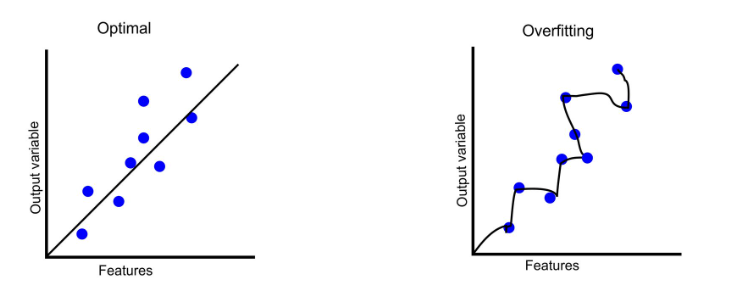 Optimal
Output variable
Features
Overfitting
Output variable
Features